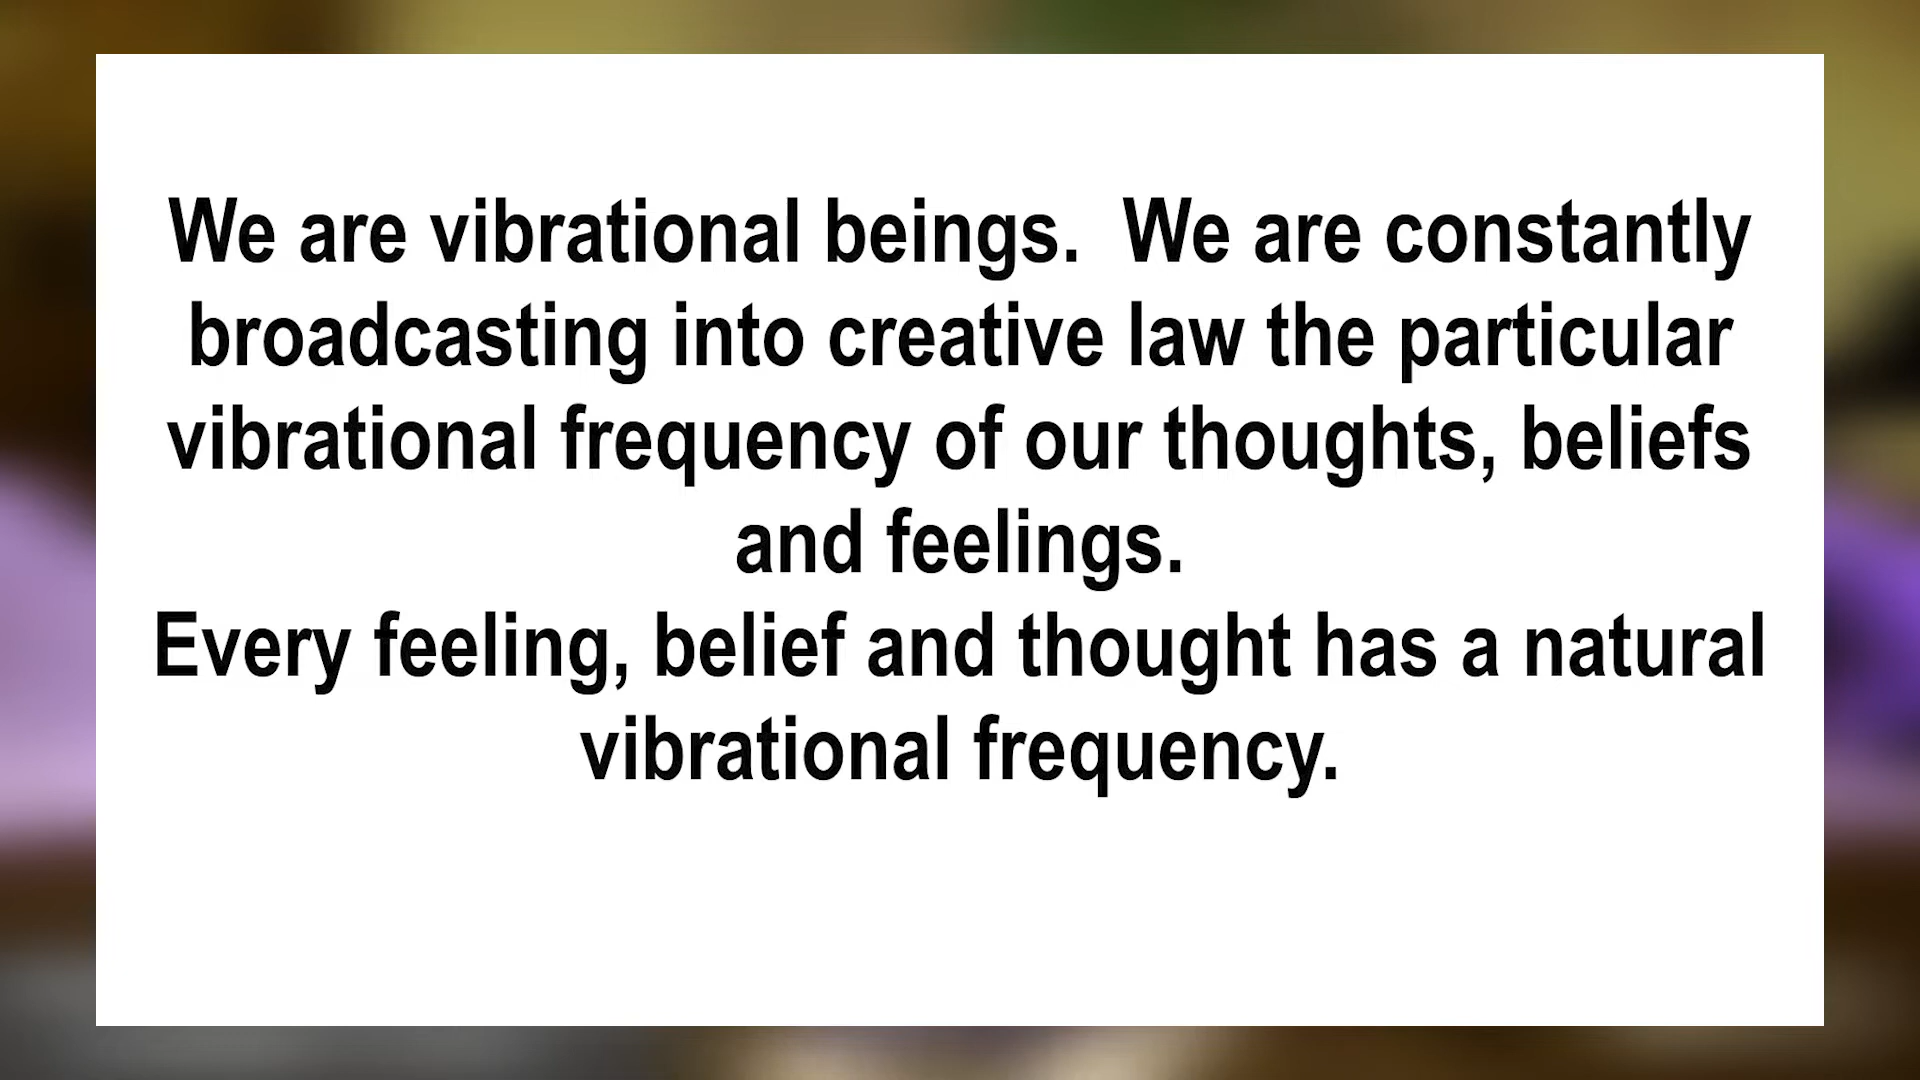 We are vibrational beings.  We are constantly
broadcasting into creative law the particular
vibrational frequency of our thoughts, beliefs
and feelings.
Every feeling, belief and thought has a natural
vibrational frequency.